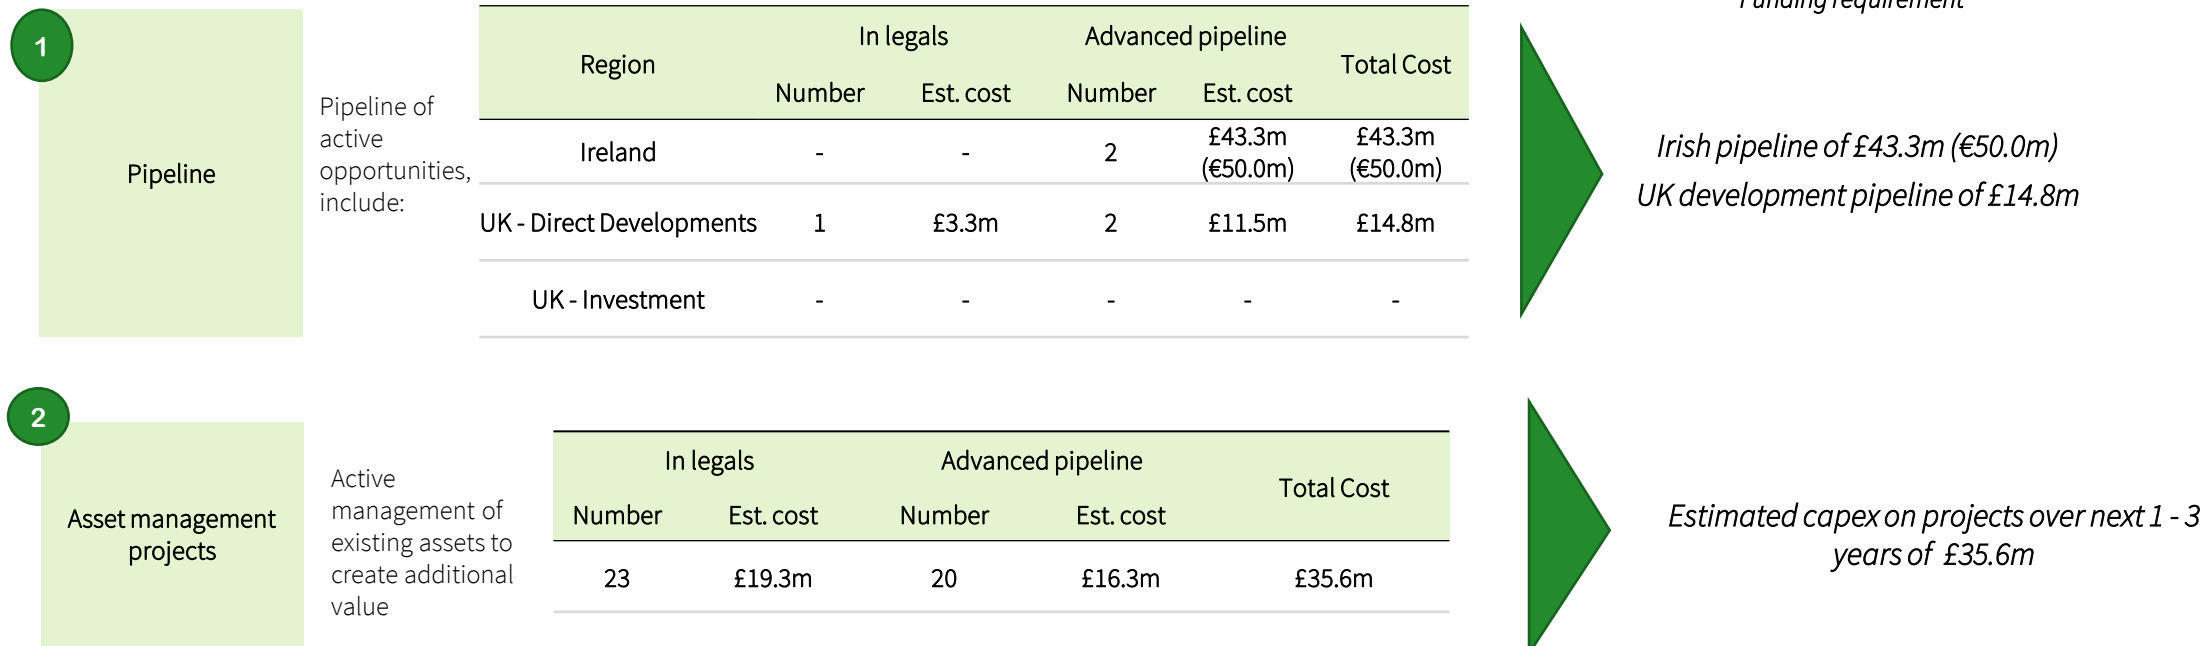 Funding requirement
1
Pipeline
Pipeline of
active
opportunities,
include:
Region In legals Advanced pipeline Total Cost
Number Est. cost Number Est. cost
Ireland - - 2 £43.3m (€50.0m) £43.3m (€50.0m)
UK - Direct Developments 1 £3.3m 2 £11.5m £14.8m
UK - Investment - - - - -
Irish pipeline of £43.3m (€50.0m)
UK development pipeline of £14.8m
2
Asset management
projects
Active
management of
existing assets to
create additional
value
In legals Advanced pipeline Total Cost
Number Est. cost Number Est. cost
23 £19.3m 20 £16.3m £35.6m
Estimated capex on projects over next 1 - 3
years of £35.6m